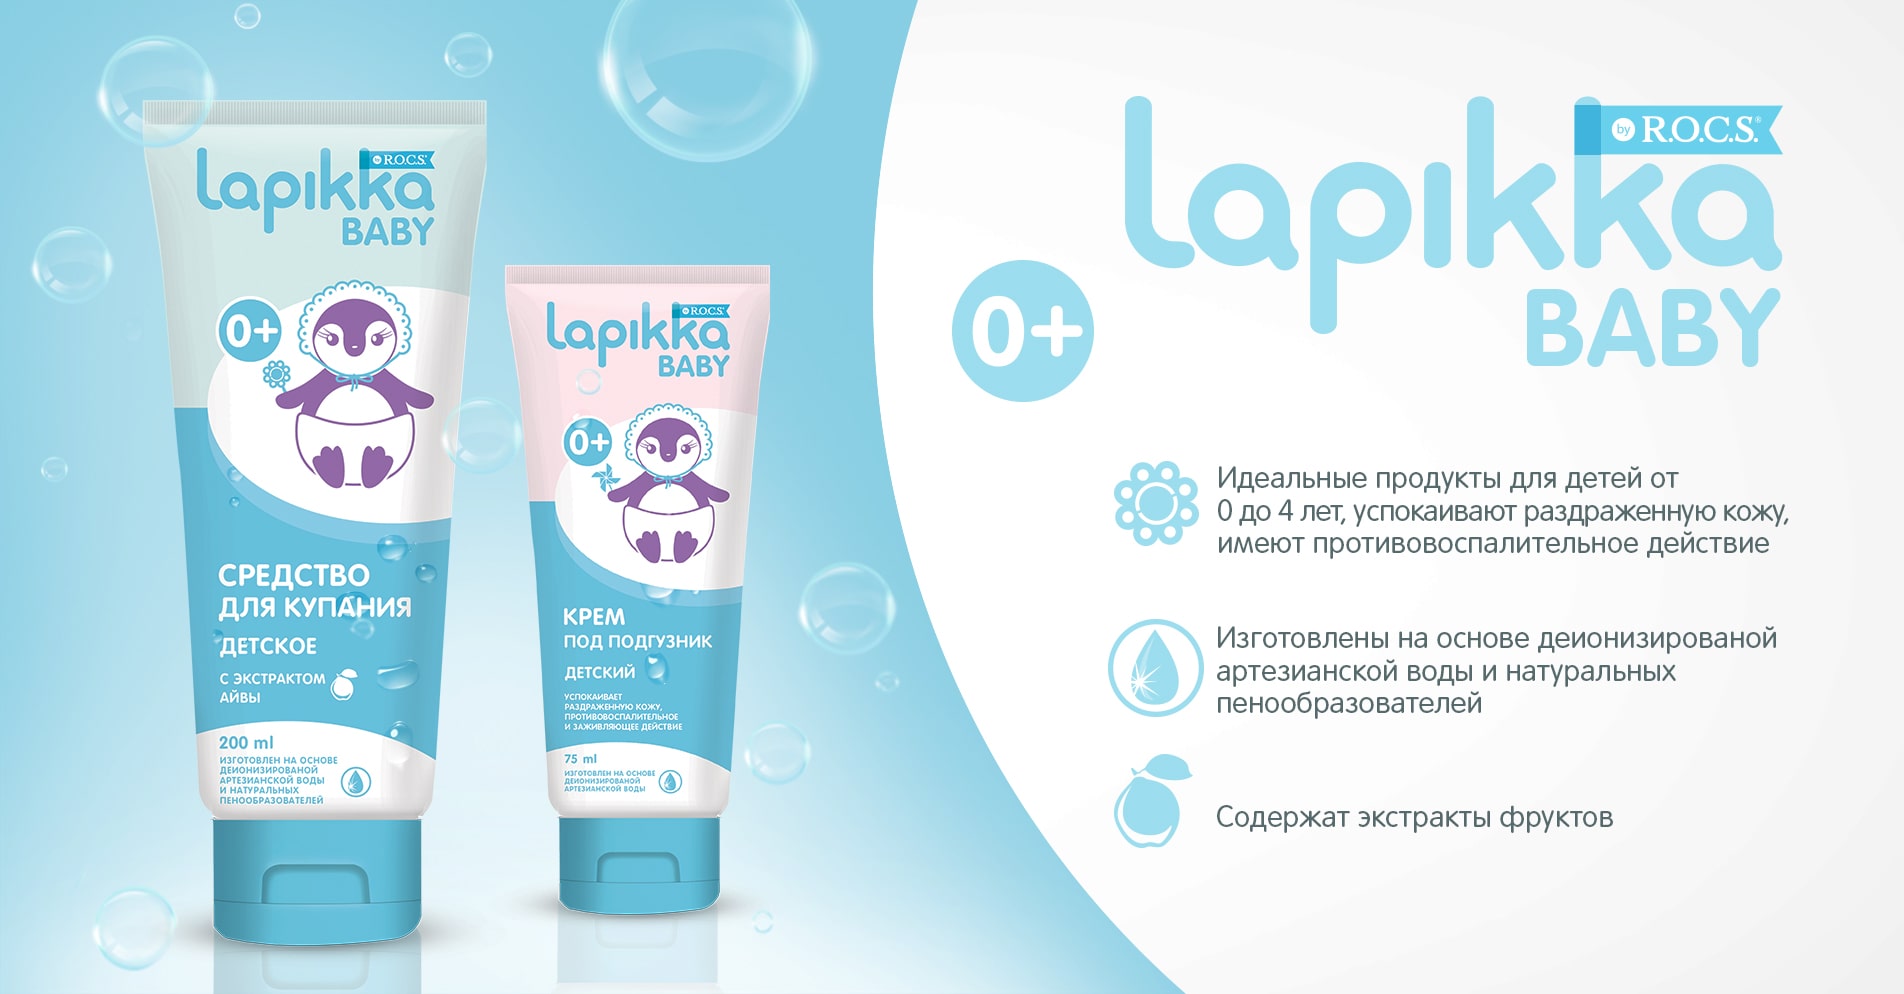 by R.O.C.S.
Lapikka
BABY
0+
СРЕДСТВО
ДЛЯ КУПАНИЯ
ДЕТСКОЕ
С ЭКСТРАКТОМ
АЙВЫ
200 ml
ИЗГОТОВЛЕН НА ОСНОВЕ
ДЕИОНИЗИРОВАНОЙ
АРТЕЗИАНСКОЙ ВОДЫ
И НАТУРАЛЬНЫХ
ПЕНООБРАЗОВАТЕЛЕЙ
by R.O.C.S.
Lapikka
BABY
0+
КРЕМ
ПОД ПОДГУЗНИК
ДЕТСКИЙ
УСПОКАИВАЕТ
РАЗДРАЖЕННУЮ КОЖУ,
ПРОТИВОВОСПАЛИТЕЛЬНОЕ
И ЗАЖИВЛЯЮЩЕЕ ДЕЙСТВИЕ
75 ml
ИЗГОТОВЛЕН НА ОСНОВЕ
ДЕИОНИЗИРОВАНОЙ
АРТЕЗИАНСКОЙ ВОДЫ
by R.O.C.S.®
Lapikka
BABY
0+
Идеальные продукты для детей от
0 до 4 лет, успокаивают раздраженную кожу,
имеют противовоспалительное действие
Изготовлены на основе деионизированой
артезианской воды и натуральных
пенообразователей
Содержат экстракты фруктов